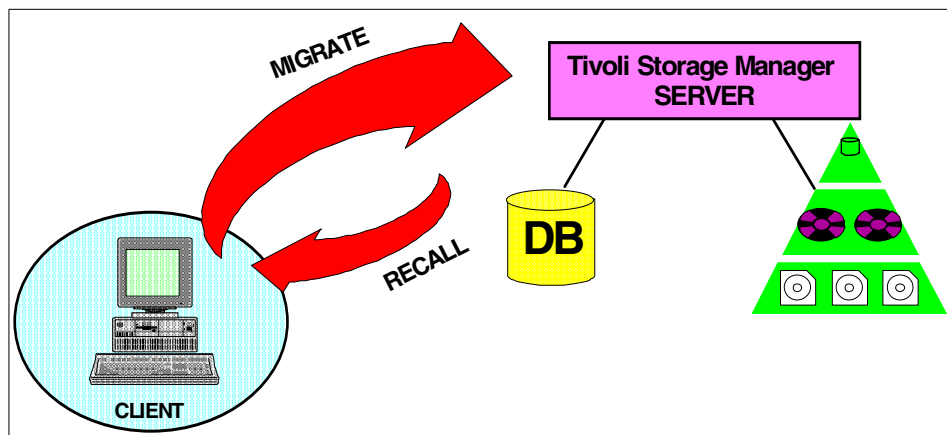 MIGRATE
Tivoli Storage Manager
SERVER
DB
RECALL
CLIENT